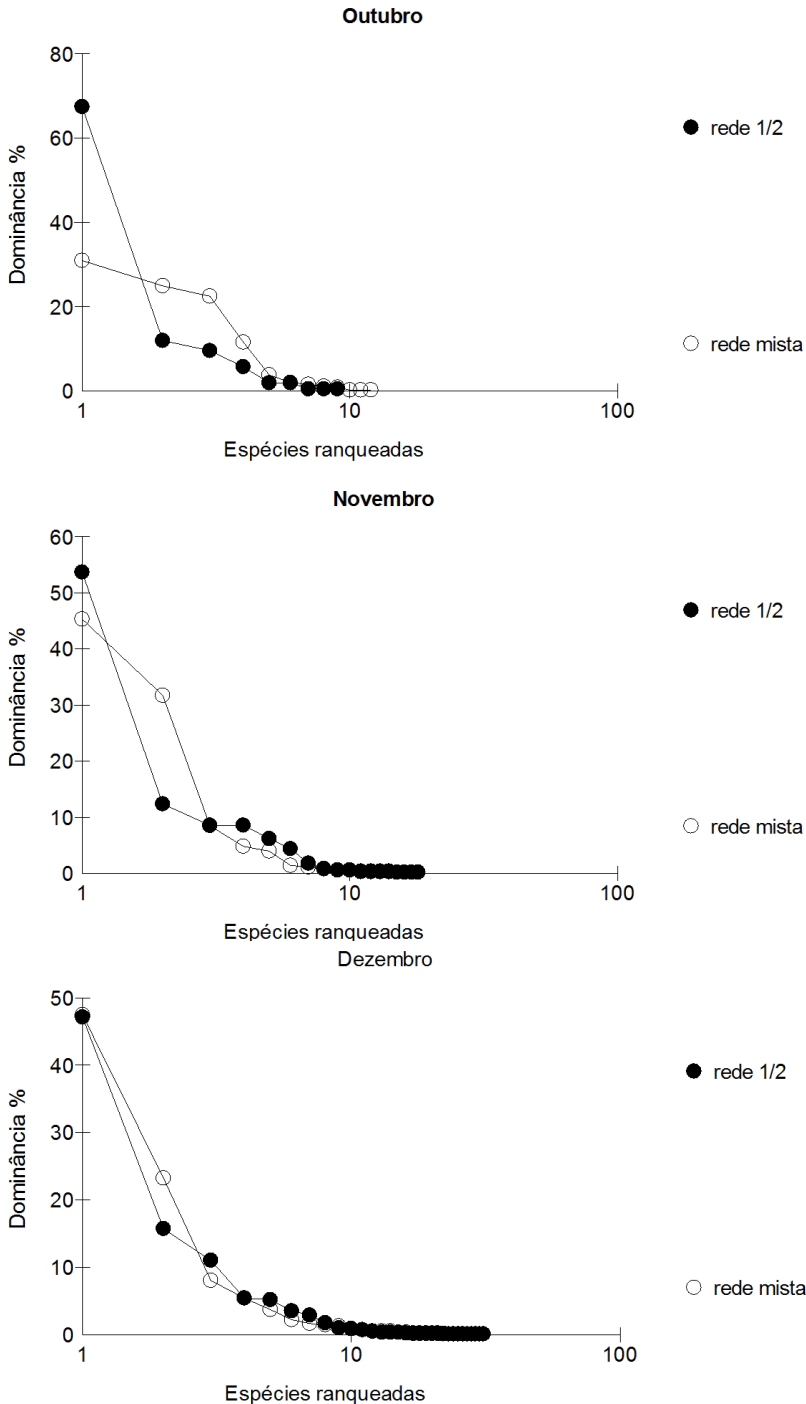 Outubro
80
60
40
20
0
Dominância %
1
10
100
Espécies ranqueadas
rede 1/2
rede mista
Novembro
60
50
40
30
20
10
0
Dominância %
1
10
100
Espécies ranqueadas
rede 1/2
rede mista
Dezembro
50
40
30
20
10
0
Dominância %
1
10
100
Espécies ranqueadas
rede 1/2
rede mista